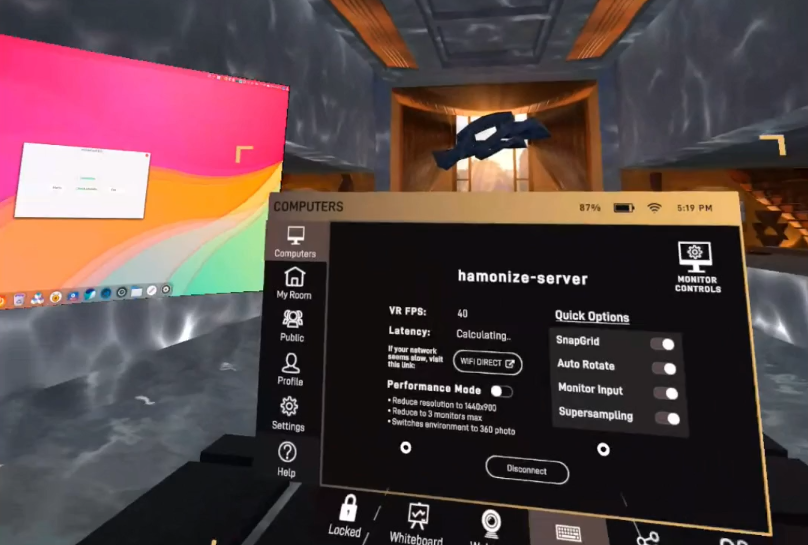 COMPUTERS
87%
5:19 PM
Computers
My Room
Public
Profile
Settings
Help
hamonize-server
MONITOR
CONTROLS
VR FPS: 40
Latency: Calculating..
If your network
seems slow, visit
this link:
WIFI DIRECT
Performance Mode
• Reduce resolution to 1440x900
• Reduce to 3 monitors max
• Switches environment to 360 photo
Quick Options
SnapGrid
Auto Rotate
Monitor Input
Supersampling
Disconnect
Locked
Whiteboard